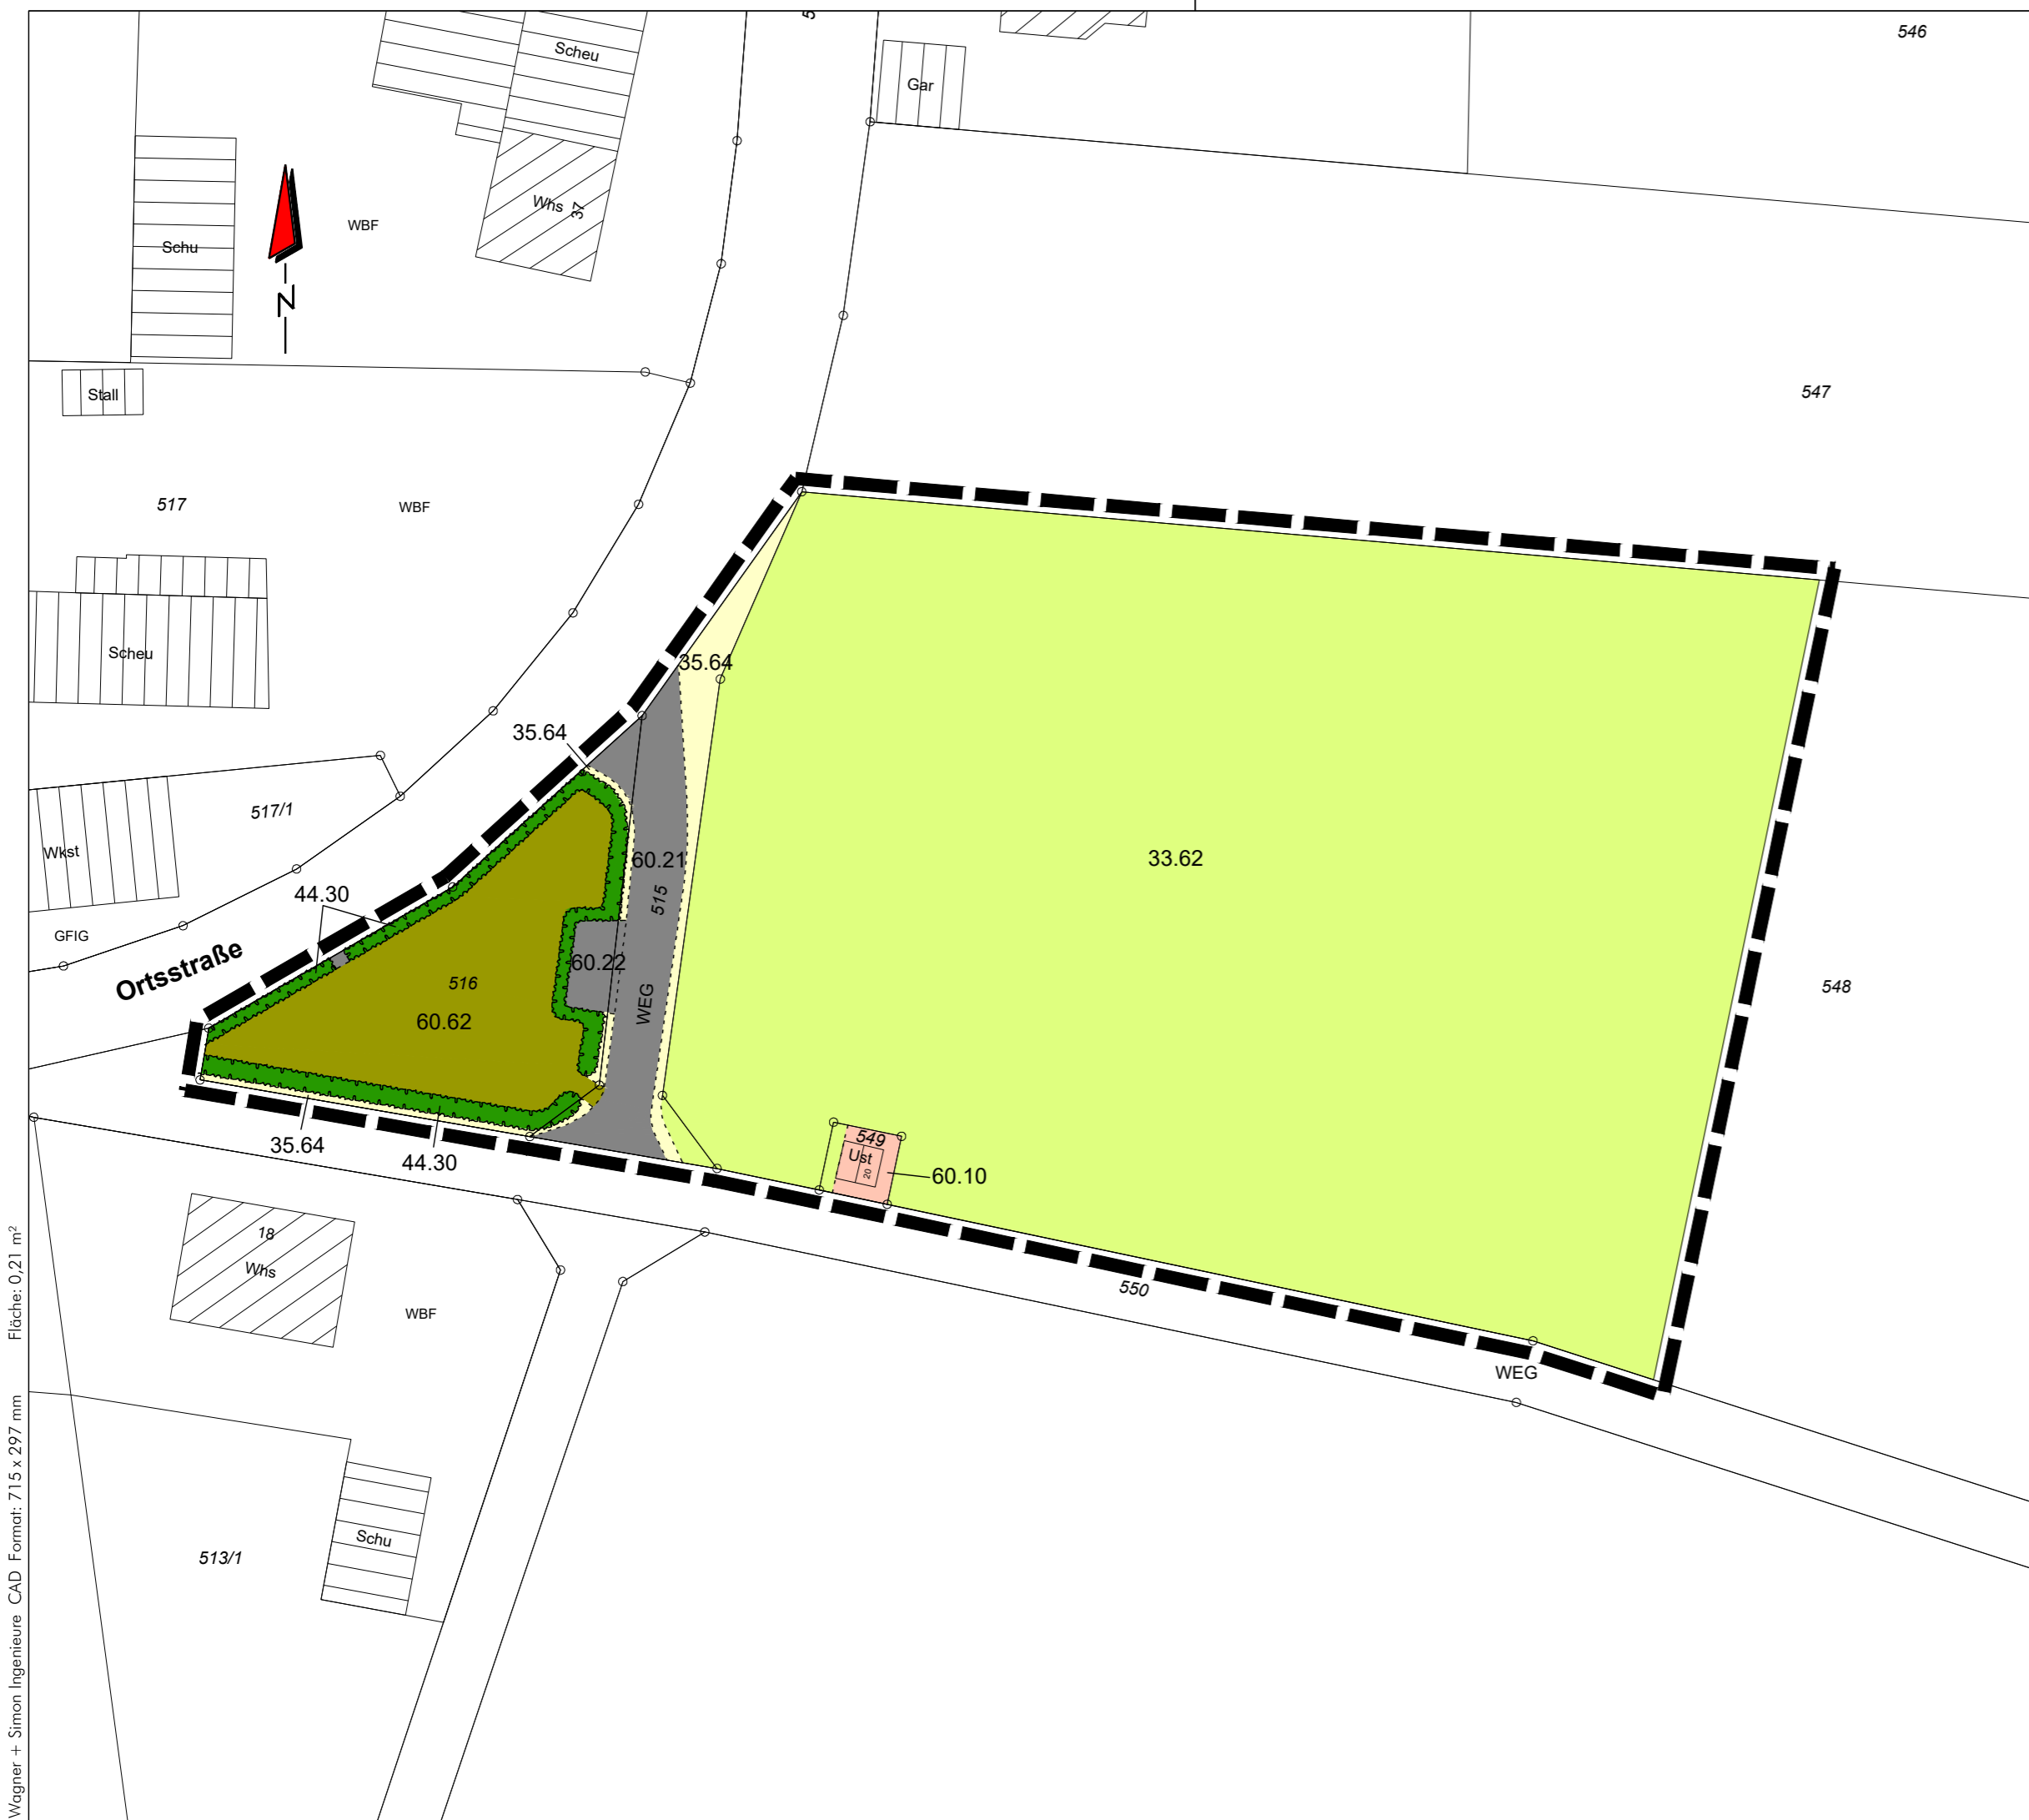 546
Scheu
Gar
Whs 37
WBF
Schu
N
Stall
547
517
WBF
Scheu
35.64
35.64
517/1
Wkst
60.21
33.62
44.30
515
GFIG
Ortsstraße
60.22
516
548
WEG
60.62
549
35.64
44.30
Ust
20
60.10
18
Whs
550
WBF
WEG
Schu
513/1
Wagner + Simon Ingenieure CAD Format: 715 x 297 mm Fläche: 0,21 m²